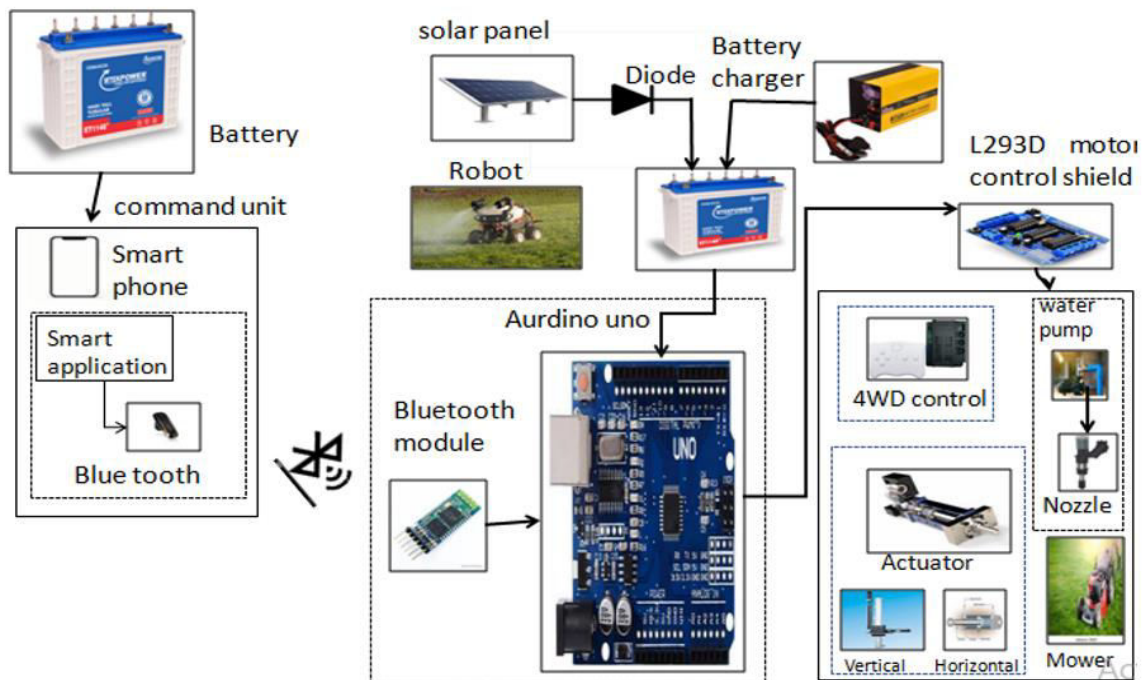 Battery
command unit
Smart
phone
Smart
application
Blue tooth
solar panel
Diode
Battery
charger
Robot
L293D motor
control shield
Aurdino uno
Bluetooth
module
UNO
water
pump
4WD control
Nozzle
Actuator
Vertical
Horizontal
Mower